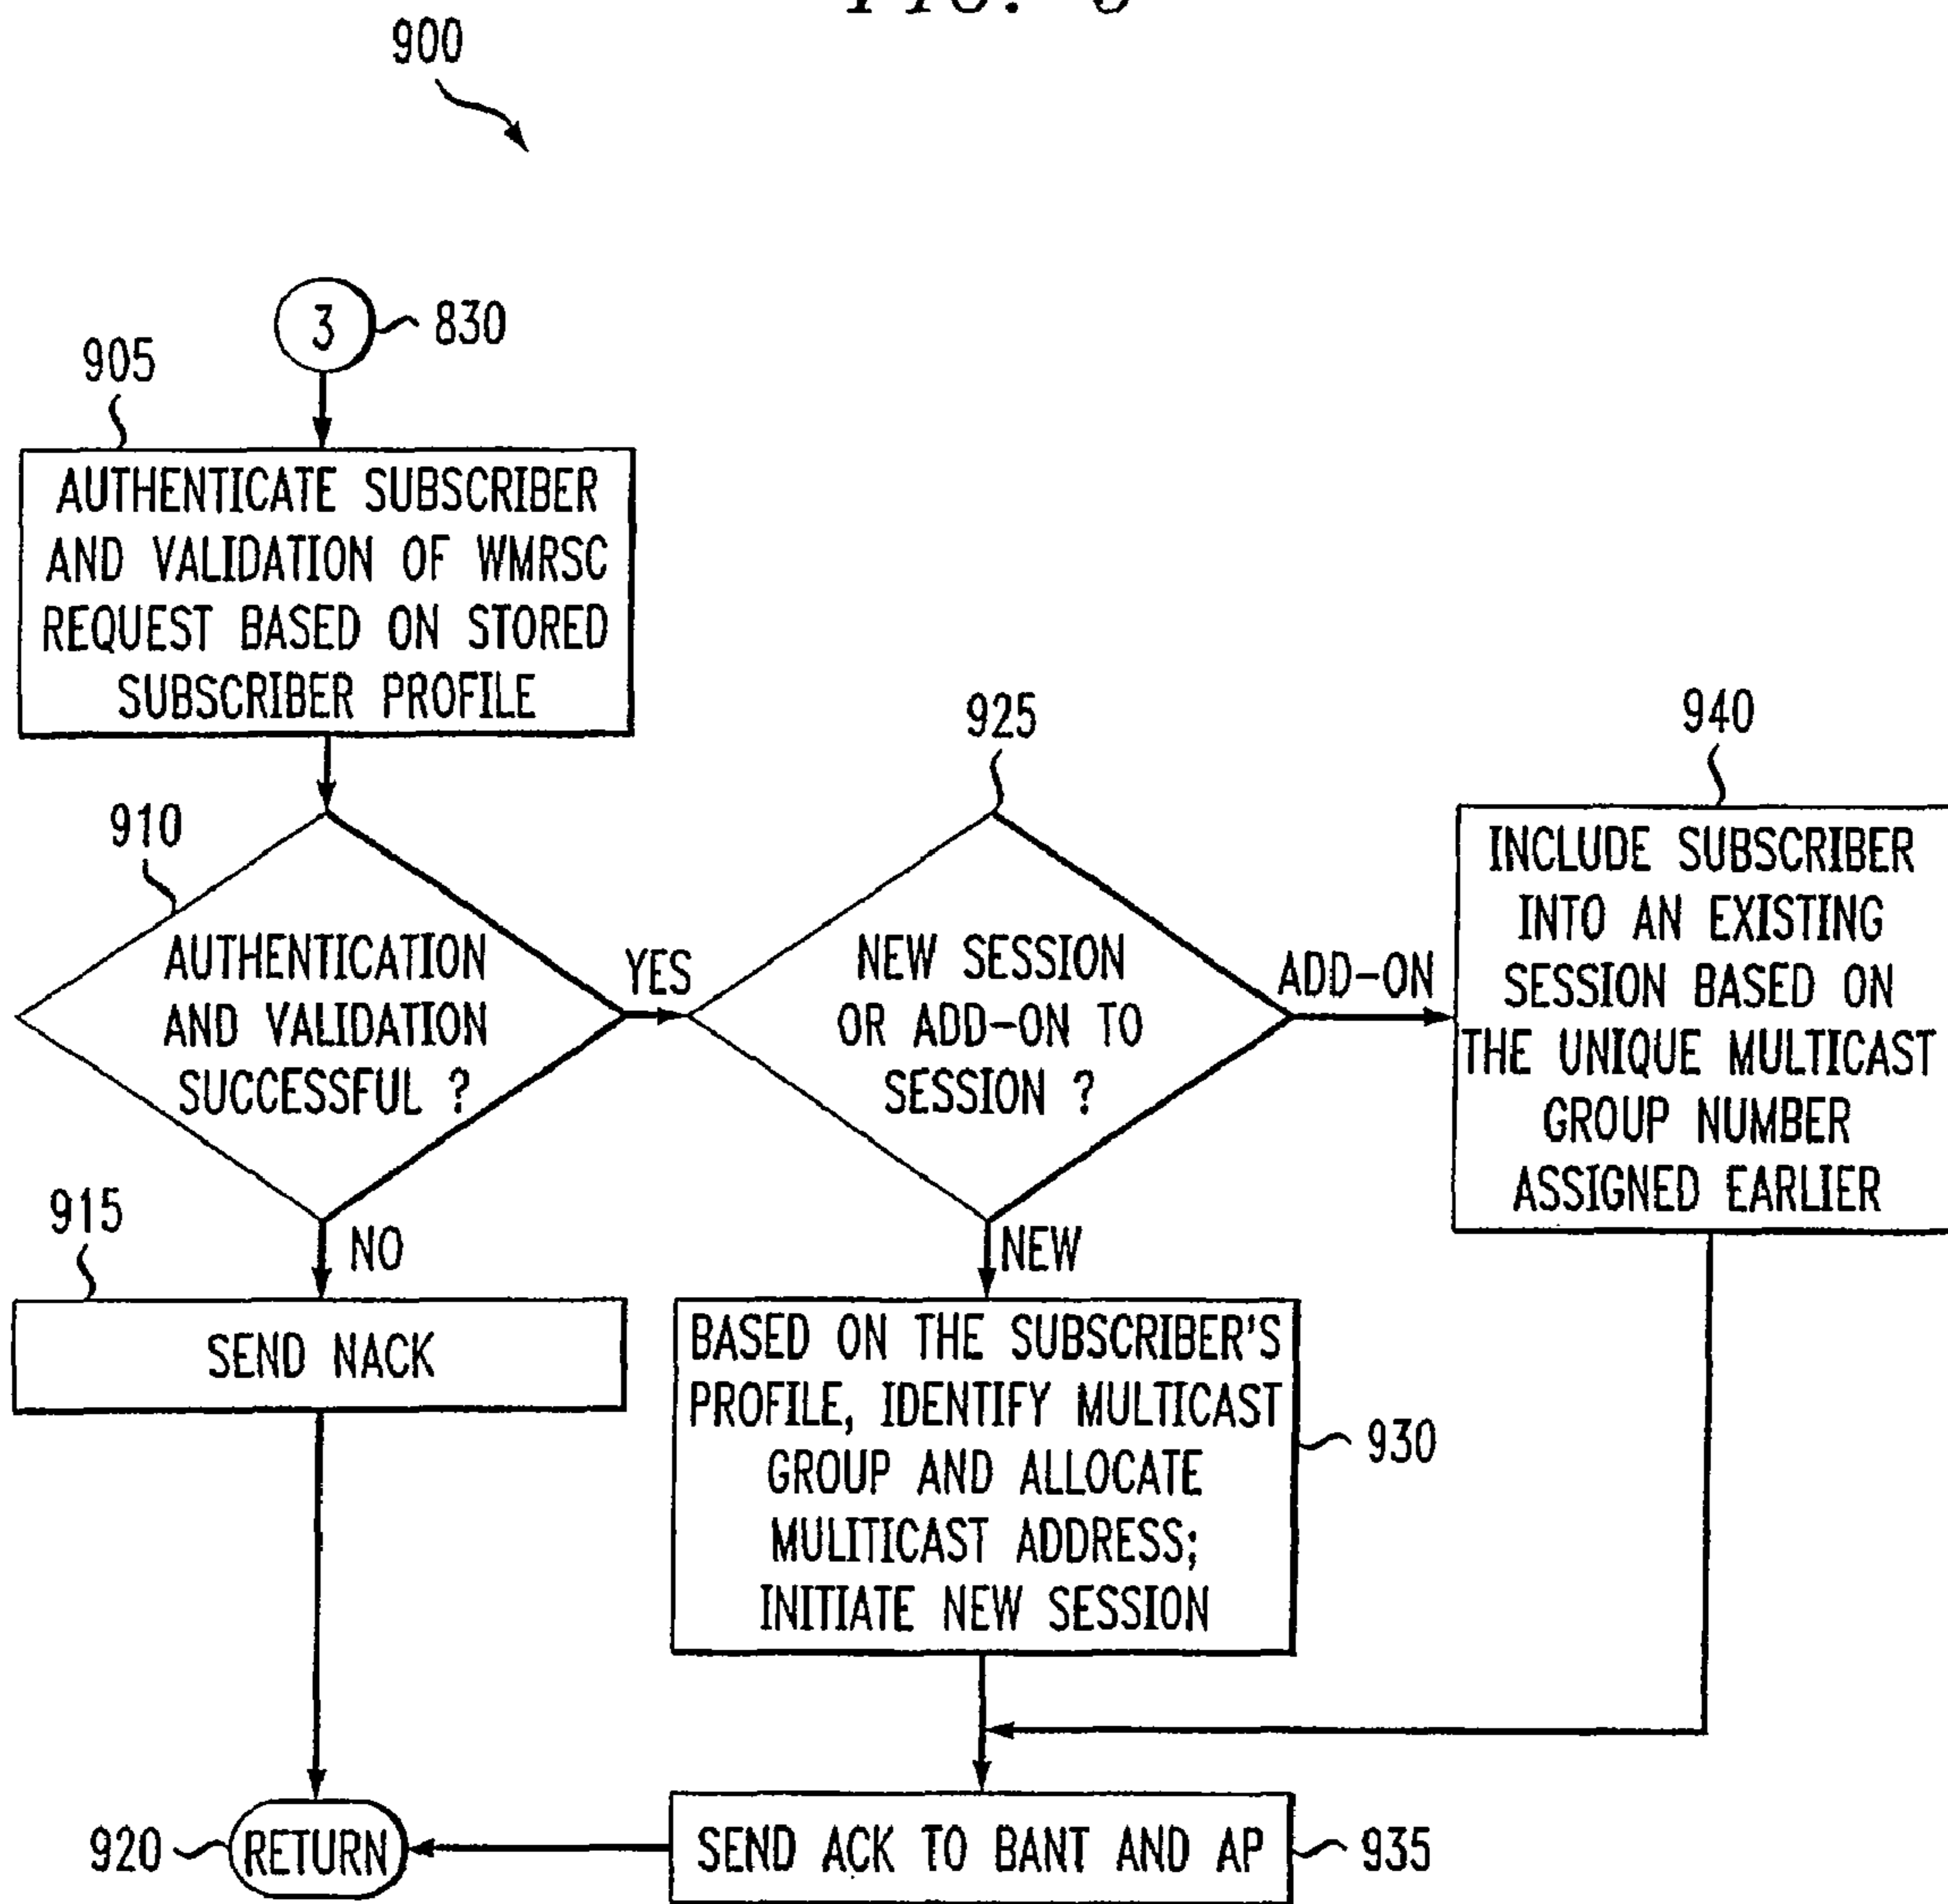 900
3
830
905
AUTHENTICATE SUBSCRIBER
AND VALIDATION OF WMRSC
REQUEST BASED ON STORED
SUBSCRIBER PROFILE
910
AUTHENTICATION
AND VALIDATION
SUCCESSFUL ?
YES
NO
925
NEW SESSION
OR ADD-ON TO
SESSION ?
ADD-ON
NEW
940
INCLUDE SUBSCRIBER
INTO AN EXISTING
SESSION BASED ON
THE UNIQUE MULTICAST
GROUP NUMBER
ASSIGNED EARLIER
915
SEND NACK
BASED ON THE SUBSCRIBER'S
PROFILE, IDENTIFY MULTICAST
GROUP AND ALLOCATE
MULITICAST ADDRESS;
INITIATE NEW SESSION
930
920
RETURN
SEND ACK TO BANT AND AP
935